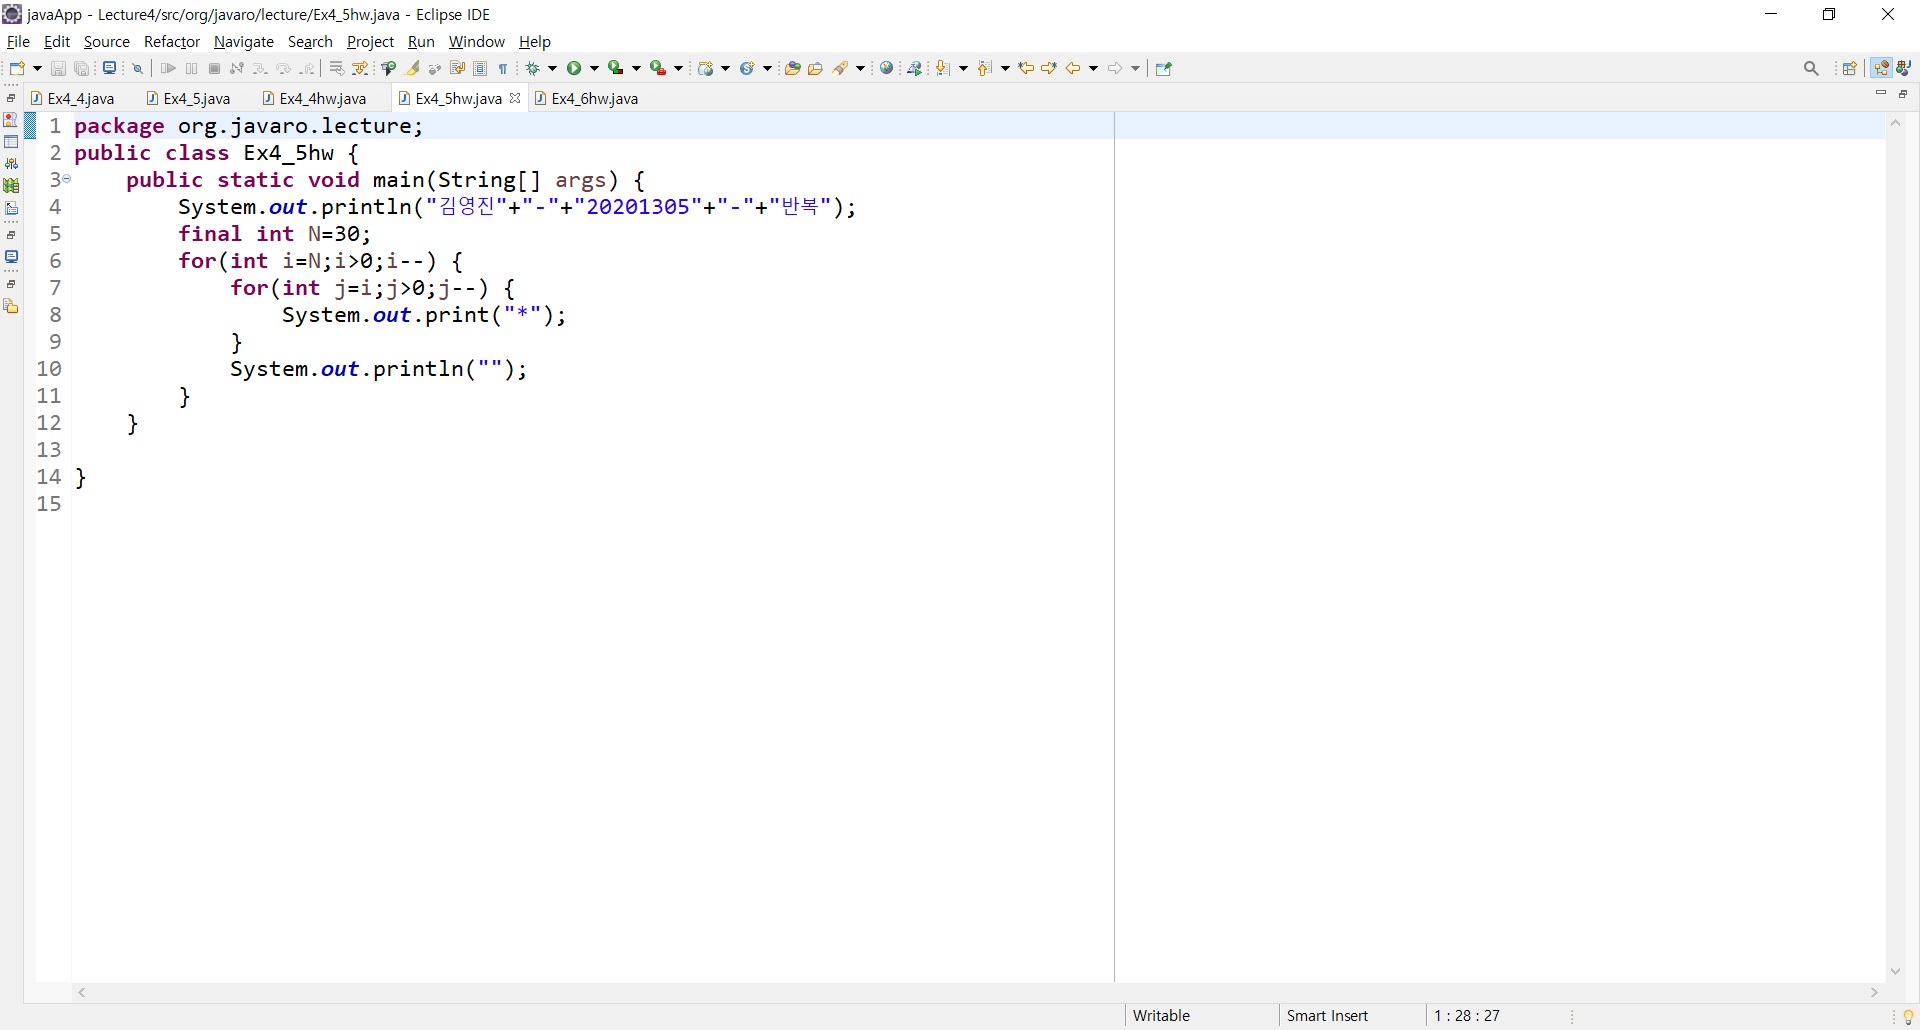 javaApp - Lecture4/src/org/javaro/lecture/Ex4_5hw.java - Eclipse IDE
File Edit Source Refactor Navigate Search Project Run Window Help
Ex4_4.java Ex4_5.java Ex4_4hw.java Ex4_5hw.java Ex4_6hw.java
1 package org.javaro.lecture;
2 public class Ex4_5hw {
3 public static void main(String[] args) {
4 System.out.println("김영진"+"-"+"20201305"+"-"+"반복");
5 final int N=30;
6 for(int i=N;i>0;i--) {
7 for(int j=i;j>0;j--) {
8 System.out.print("*");
9 }
10 System.out.println("");
11 }
12 }
13
14 }
15
Writable Smart Insert 1 : 28 : 27